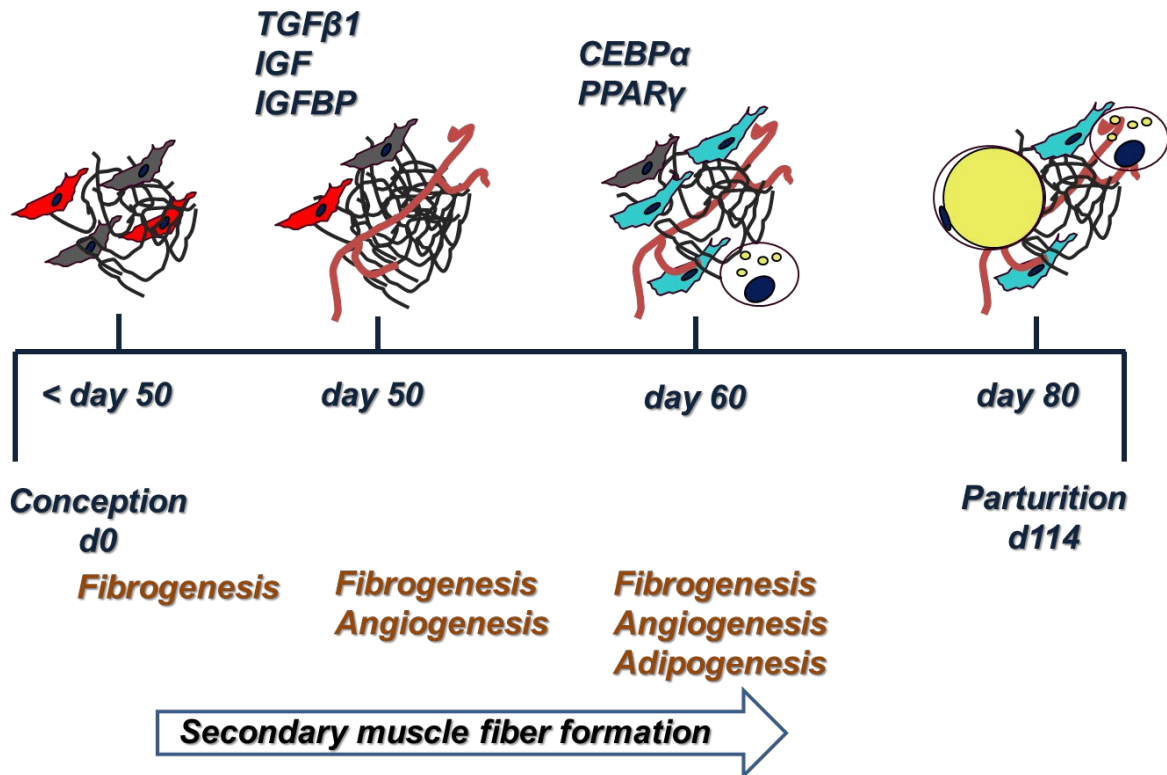 TGFβ1
IGF
IGFBP
CEBPα
PPARγ
< day 50
day 50
day 60
day 80
Conception
d0
Parturition
d114
Fibrogenesis
Fibrogenesis
Angiogenesis
Fibrogenesis
Angiogenesis
Adipogenesis
Secondary muscle fiber formation